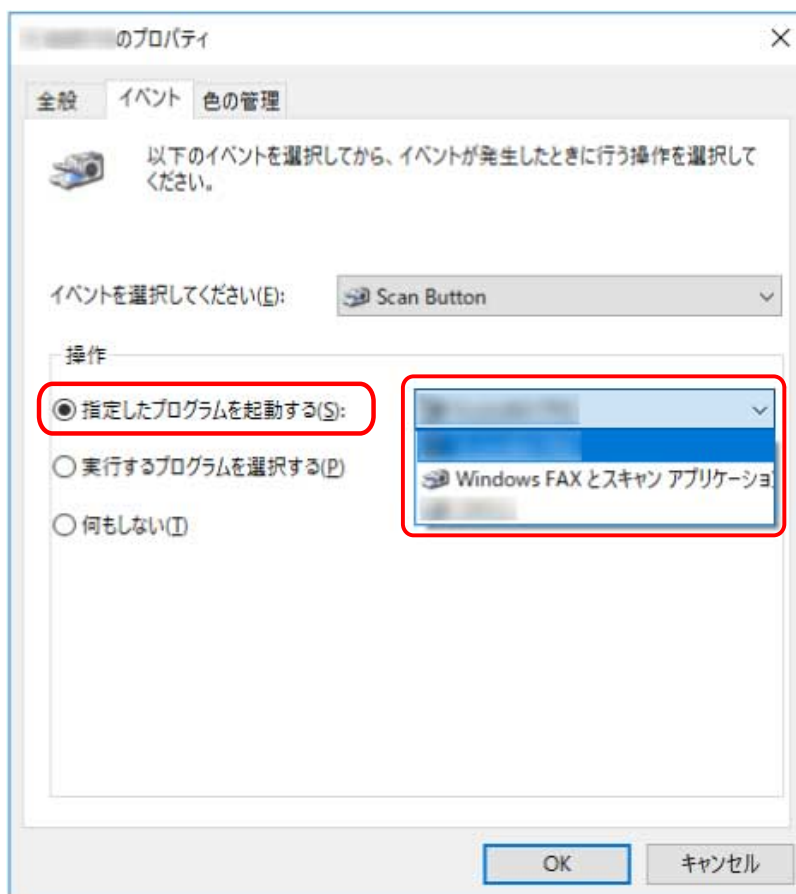 のプロパティ
全般 イベント 色の管理
以下のイベントを選択してから、イベントが発生したときに行う操作を選択して
ください。
イベントを選択してください(E): Scan Button
操作
指定したプログラムを起動する(S):
実行するプログラムを選択する(P)
Windows FAX とスキャン アプリケーショ
何もしない(T)
OK キャンセル